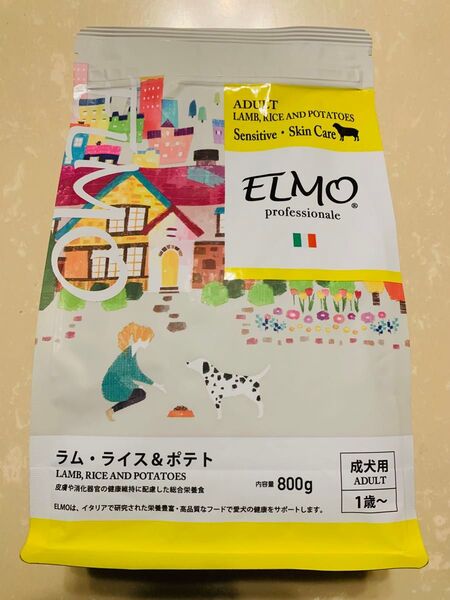 ADULT
LAMB, RICE AND POTATOES
Sensitive・Skin Care
ELMO®
professionale
ELMO
ラム・ライス&ポテト
LAMB, RICE AND POTATOES
皮膚や消化器官の健康維持に配慮した総合栄養食
内容量 800g
成犬用
ADULT
1歳～
ELMOは、イタリアで研究された栄養豊富・高品質なフードで愛犬の健康をサポートします。